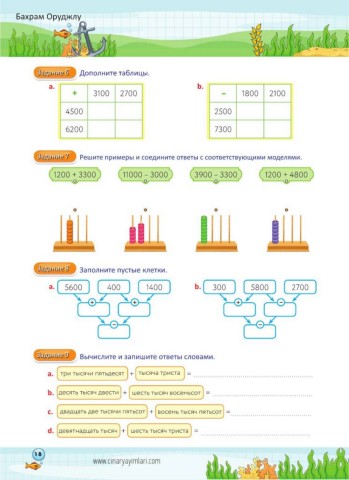 Бахрам Оруджлу
Задание 6 Дополните таблицы.
a. + 3100 2700
4500
6200
b. − 1800 2100
2500
7300
Задание 7 Решите примеры и соедините ответы с соответствующими моделями.
1200 + 3300 11000 − 3000 3900 − 3300 1200 + 4800
Задание 8 Заполните пустые клетки.
a. 5600 400 1400
+ −
−
b. 300 5800 2700
+ −
−
Задание 9 Вычислите и запишите ответы словами.
a. три тысячи пятьдесят + тысяча триста =
b. десять тысяч двести + шесть тысяч восемьсот =
c. двадцать две тысячи пятьсот − восемь тысяч пятьсот =
d. девятнадцать тысяч − шесть тысяч триста =
18
www.cinaryayimlari.com